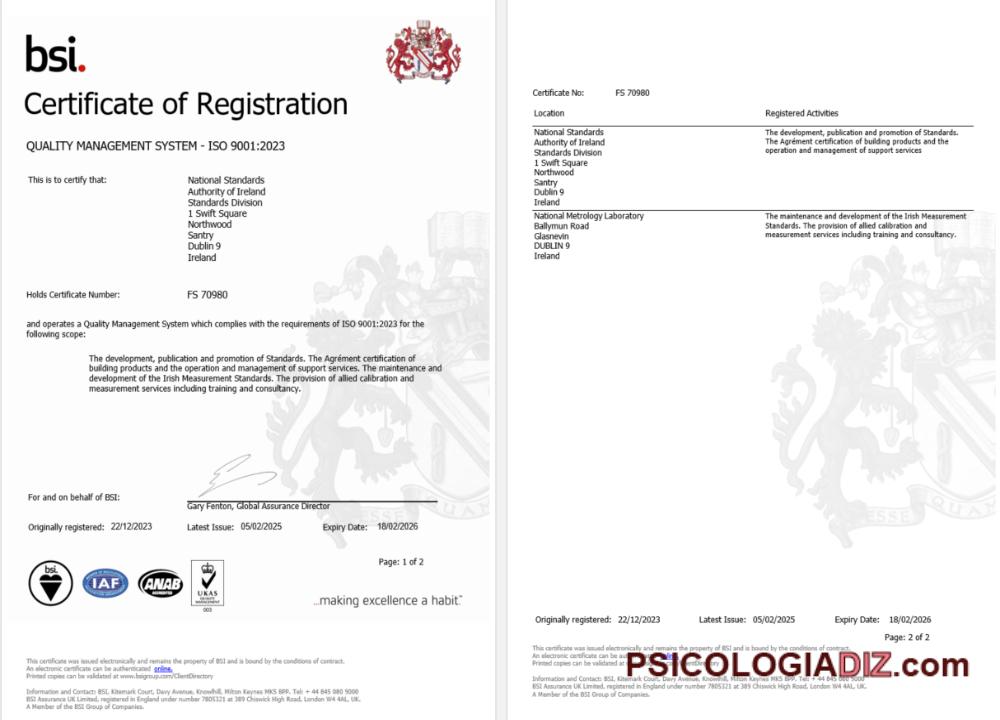 bsi.
Certificate of Registration
QUALITY MANAGEMENT SYSTEM - ISO 9001:2023
This is to certify that:
National Standards
Authority of Ireland
Standards Division
1 Swift Square
Northwood
Santry
Dublin 9
Ireland
Holds Certificate Number:
FS 70980
and operates a Quality Management System which complies with the requirements of ISO 9001:2023 for the
following scope:
The development, publication and promotion of Standards. The Agrément certification of
building products and the operation and management of support services. The maintenance and
development of the Irish Measurement Standards. The provision of allied calibration and
measurement services including training and consultancy.
For and on behalf of BSI:
Gary Fenton, Global Assurance Director
Originally registered: 22/12/2023 Latest Issue: 05/02/2025 Expiry Date: 18/02/2026
Page: 1 of 2
bsi.
IAF
ANAB
ACCREDITED
UKAS
QUALITY
MANAGEMENT
003
...making excellence a habit.™
This certificate was issued electronically and remains the property of BSI and is bound by the conditions of contract.
An electronic certificate can be authenticated online.
Printed copies can be validated at www.bsigroup.com/ClientDirectory
Information and Contact: BSI, Kitemark Court, Davy Avenue, Knowlhill, Milton Keynes MK5 8PP. Tel: + 44 845 080 9000
BSI Assurance UK Limited, registered in England under number 7805321 at 389 Chiswick High Road, London W4 4AL, UK.
A Member of the BSI Group of Companies.
Certificate No: FS 70980
Location Registered Activities
National Standards
Authority of Ireland
Standards Division
1 Swift Square
Northwood
Santry
Dublin 9
Ireland
The development, publication and promotion of Standards.
The Agrément certification of building products and the
operation and management of support services
National Metrology Laboratory
Ballymun Road
Glasnevin
DUBLIN 9
Ireland
The maintenance and development of the Irish Measurement
Standards. The provision of allied calibration and
measurement services including training and consultancy.
ESSE QUAM
Originally registered: 22/12/2023 Latest Issue: 05/02/2025 Expiry Date: 18/02/2026
Page: 2 of 2
This certificate was issued electronically and
An electronic certificate can be authenticated
Printed copies can be validated at
PSICOLOGIADIZ.com
Information and Contact: BSI, Kitemark Court, Davy Avenue, Knowlhill, Milton Keynes MK5 8PP. Tel: + 44 845 080 9000
BSI Assurance UK Limited, registered in England under number 7805321 at 389 Chiswick High Road, London W4 4AL, UK.
A Member of the BSI Group of Companies.